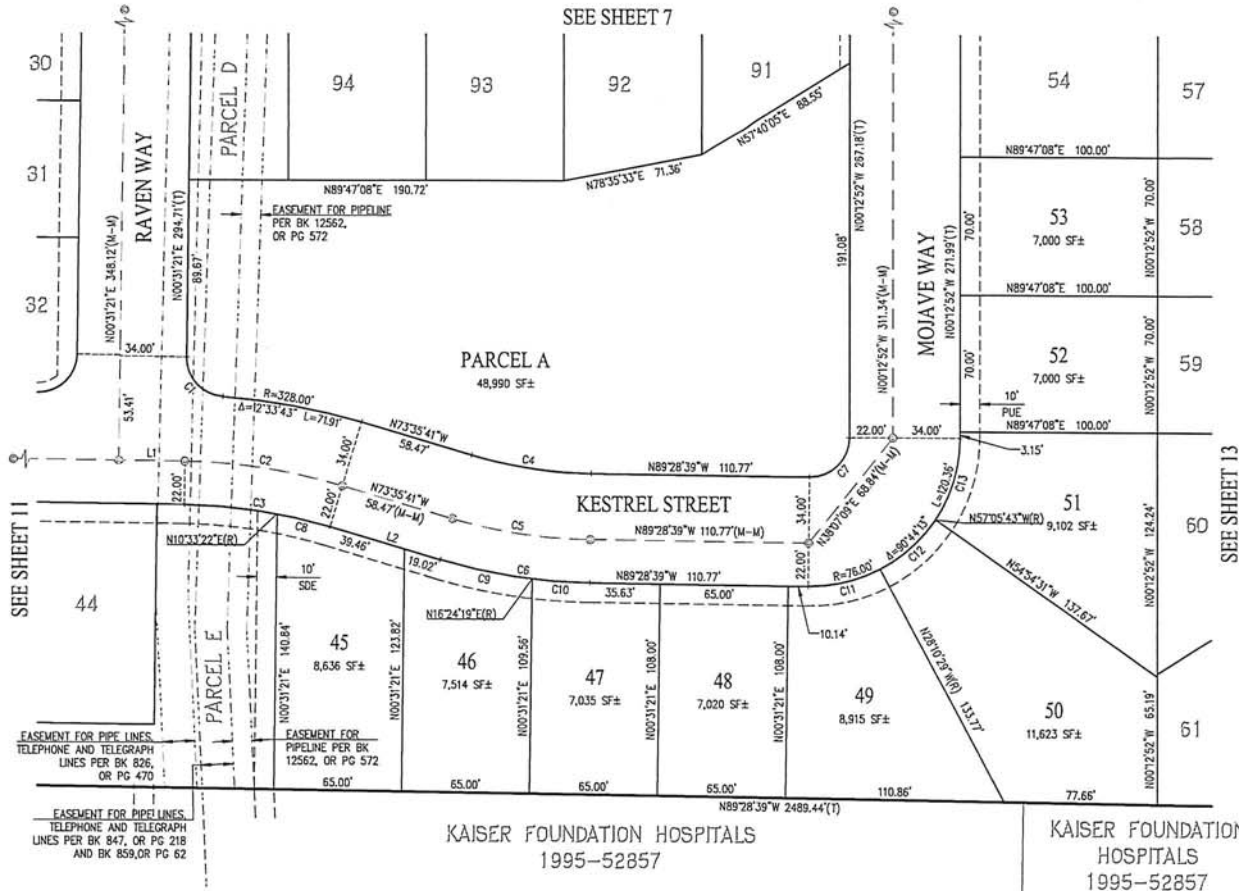 SEE SHEET 7
30
31
32
RAVEN WAY
N00°31'21"E 348.12'(M-M)
N00°31'21"E 294.71'(T)
89.67'
34.00'
53.41'
PARCEL D
94
93
92
91
N89°47'08"E 190.72'
N78°35'33"E 71.36'
N57°40'05"E 88.55'
EASEMENT FOR PIPELINE
PER BK 12562,
OR PG 572
N00°12'52"W 267.18'(T)
191.08'
N00°12'52"W 311.34'(M-M)
MOJAVE WAY
N00°12'52"W 271.99'(T)
70.00'
70.00'
54
57
N89°47'08"E 100.00'
53
7,000 SF±
N00°12'52"W 70.00'
58
N89°47'08"E 100.00'
52
7,000 SF±
N00°12'52"W 70.00'
59
10'
PUE
N89°47'08"E 100.00'
PARCEL A
48,990 SF±
C1
R=328.00'
Δ=12°33'43" L=71.91'
N73°35'41"W
58.47'
C4
N89°28'39"W 110.77'
C7
22.00'
34.00'
3.15'
L1
22.00'
C2
34.00'
22.00'
N73°35'41"W
58.47'(M-M)
C5
KESTREL STREET
N89°28'39"W 110.77'(M-M)
34.00'
22.00'
N38°07'09"E 68.84'(M-M)
L=120.36'
Δ=90°44'13"
R=76.00'
C13
C12
C11
N57°05'43"W(R)
51
9,102 SF±
N00°12'52"W 124.24'
60
SEE SHEET 13
SEE SHEET 11
C3
C8
N10°33'22"E(R)
39.46'
L2
19.02'
C9
C6
C10
N89°28'39"W 110.77'
35.63'
65.00'
N16°24'19"E(R)
10.14'
N54°54'31"W 137.67'
10'
SDE
44
PARCEL E
N00°31'21"E 140.84'
45
8,636 SF±
N00°31'21"E 123.82'
46
7,514 SF±
N00°31'21"E 109.56'
47
7,035 SF±
N00°31'21"E 108.00'
48
7,020 SF±
N00°31'21"E 108.00'
49
8,915 SF±
N28°10'29"W(R) 133.77'
50
11,623 SF±
N00°12'52"W 65.19'
61
EASEMENT FOR PIPE LINES,
TELEPHONE AND TELEGRAPH
LINES PER BK 826,
OR PG 470
EASEMENT FOR
PIPELINE PER BK
12562, OR PG 572
65.00'
65.00'
65.00'
65.00'
110.86'
77.66'
N89°28'39"W 2489.44'(T)
EASEMENT FOR PIPE LINES,
TELEPHONE AND TELEGRAPH
LINES PER BK 847, OR PG 218
AND BK 859,OR PG 62
KAISER FOUNDATION HOSPITALS
1995-52857
KAISER FOUNDATION
HOSPITALS
1995-52857